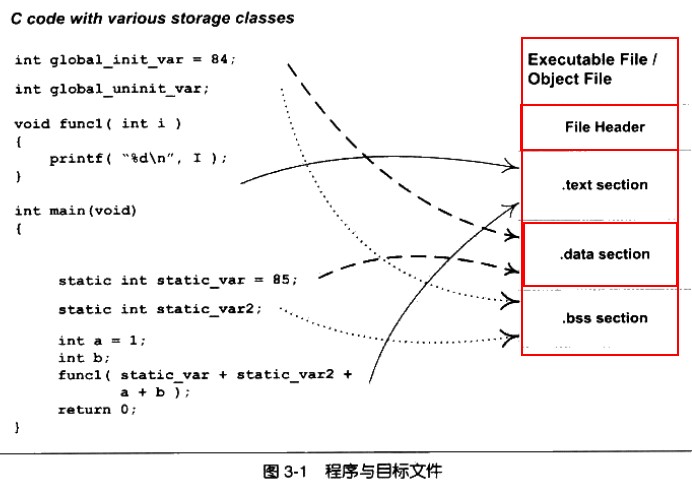 C code with various storage classes
int global_init_var = 84;
int global_uninit_var;
void func1( int i )
{
printf( "%d\n", I );
}
int main(void)
{
static int static_var = 85;
static int static_var2;
int a = 1;
int b;
func1( static_var + static_var2 +
a + b );
return 0;
}
Executable File /
Object File
File Header
.text section
.data section
.bss section
图 3-1 程序与目标文件